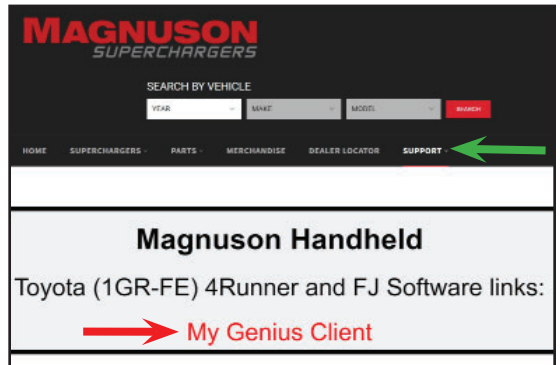 MAGNUSON
SUPERCHARGERS
SEARCH BY VEHICLE
YEAR MAKE MODEL SEARCH
HOME SUPERCHARGERS PARTS MERCHANDISE DEALER LOCATOR SUPPORT
Magnuson Handheld
Toyota (1GR-FE) 4Runner and FJ Software links:
My Genius Client